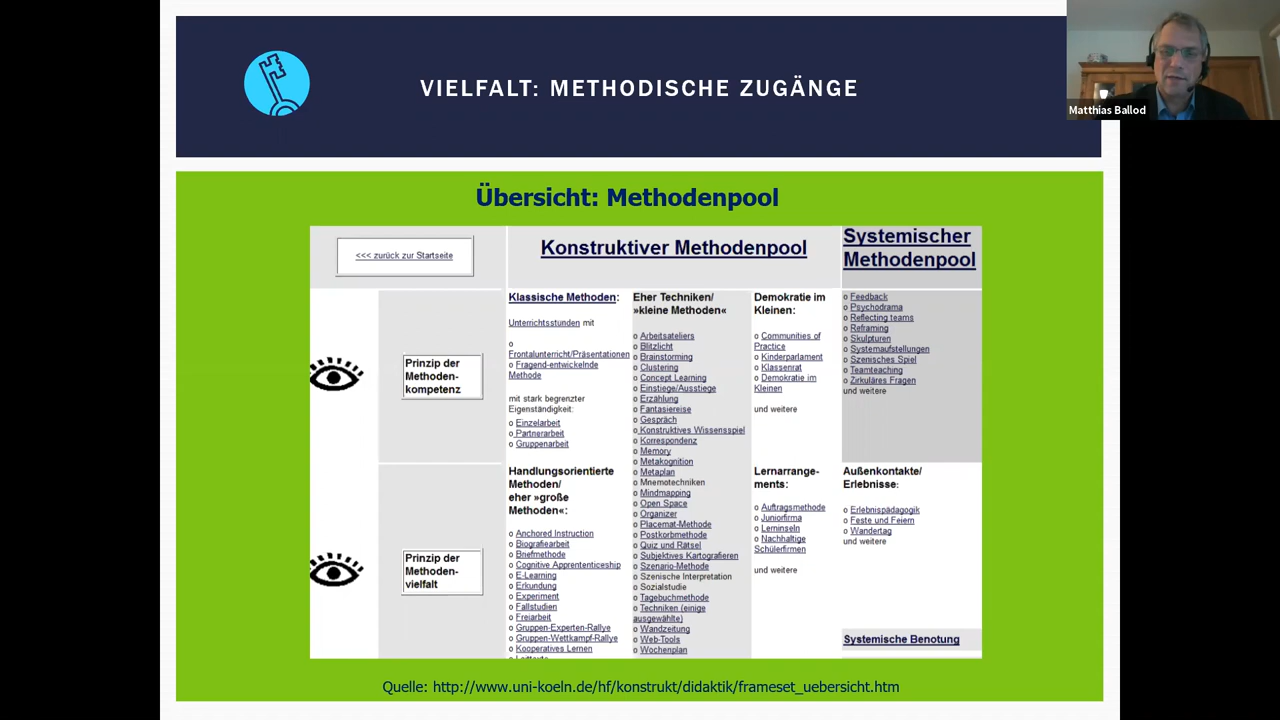 VIELFALT: METHODISCHE ZUGÄNGE
Matthias Ballod
Übersicht: Methodenpool
<<< zurück zur Startseite
Konstruktiver Methodenpool
Systemischer
Methodenpool
Prinzip der
Methoden-
kompetenz
Klassische Methoden:
Unterrichtsstunden mit
o
Frontalunterricht/Präsentationen
o Fragend-entwickelnde
Methode
mit stark begrenzter
Eigenständigkeit:
o Einzelarbeit
o Partnerarbeit
o Gruppenarbeit
Eher Techniken/
»kleine Methoden«
o Arbeitsateliers
o Blitzlicht
o Brainstorming
o Clustering
o Concept Learning
o Einstiege/Ausstiege
o Erzählung
o Fantasiereise
o Gespräch
o Konstruktives Wissensspiel
o Korrespondenz
o Memory
o Metakognition
o Metaplan
o Mnemotechniken
o Mindmapping
o Open Space
o Organizer
o Placemat-Methode
o Postkorbmethode
o Quiz und Rätsel
o Subjektives Kartografieren
o Szenario-Methode
o Szenische Interpretation
o Sozialstudie
o Tagebuchmethode
o Techniken (einige
ausgewählte)
o Wandzeitung
o Web-Tools
o Wochenplan
Demokratie im
Kleinen:
o Communities of
Practice
o Kinderparlament
o Klassenrat
o Demokratie im
Kleinen
und weitere
o Feedback
o Psychodrama
o Reflecting teams
o Reframing
o Skulpturen
o Systemaufstellungen
o Szenisches Spiel
o Teamteaching
o Zirkuläres Fragen
und weitere
Prinzip der
Methoden-
vielfalt
Handlungsorientierte
Methoden/
eher »große
Methoden«:
o Anchored Instruction
o Biografiearbeit
o Briefmethode
o Cognitive Apprententiceship
o E-Learning
o Erkundung
o Experiment
o Fallstudien
o Freiarbeit
o Gruppen-Experten-Rallye
o Gruppen-Wettkampf-Rallye
o Kooperatives Lernen
Lernarrange-
ments:
o Auftragsmethode
o Juniorfirma
o Lerninseln
o Nachhaltige
Schülerfirmen
und weitere
Außenkontakte/
Erlebnisse:
o Erlebnispädagogik
o Feste und Feiern
o Wandertag
und weitere
Systemische Benotung
Quelle: http://www.uni-koeln.de/hf/konstrukt/didaktik/frameset_uebersicht.htm